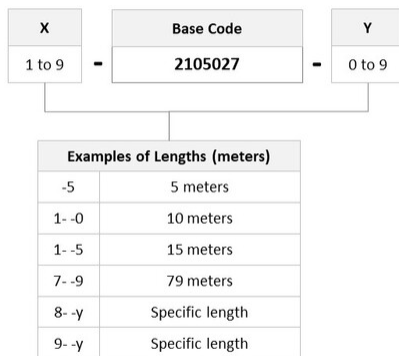 X Base Code Y
1 to 9 - 2105027 - 0 to 9
Examples of Lengths (meters)
-5 5 meters
1- -0 10 meters
1- -5 15 meters
7- -9 79 meters
8- -y Specific length
9- -y Specific length